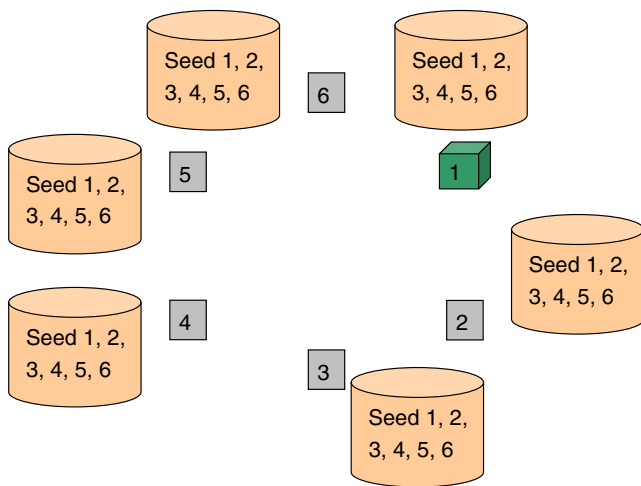 Seed 1, 2,
3, 4, 5, 6
6
Seed 1, 2,
3, 4, 5, 6
Seed 1, 2,
3, 4, 5, 6
5
1
Seed 1, 2,
3, 4, 5, 6
Seed 1, 2,
3, 4, 5, 6
4
2
3
Seed 1, 2,
3, 4, 5, 6